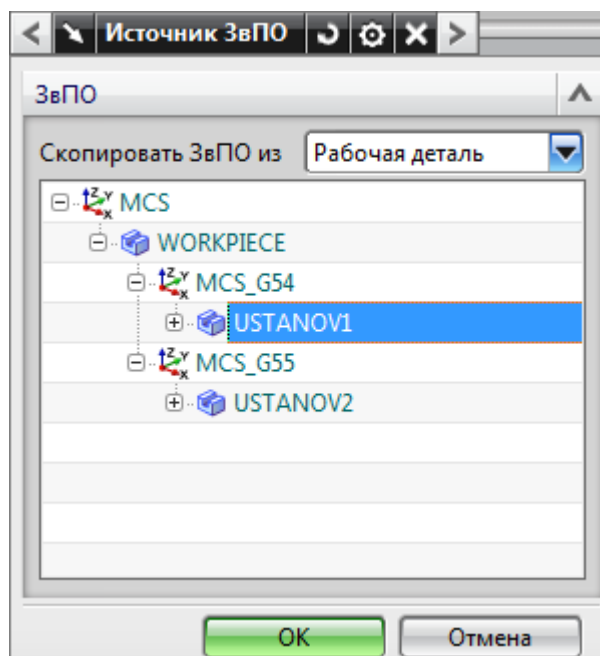 Источник ЗвПО
ЗвПО
Скопировать ЗвПО из Рабочая деталь
MCS
WORKPIECE
MCS_G54
USTANOV1
MCS_G55
USTANOV2
OK Отмена